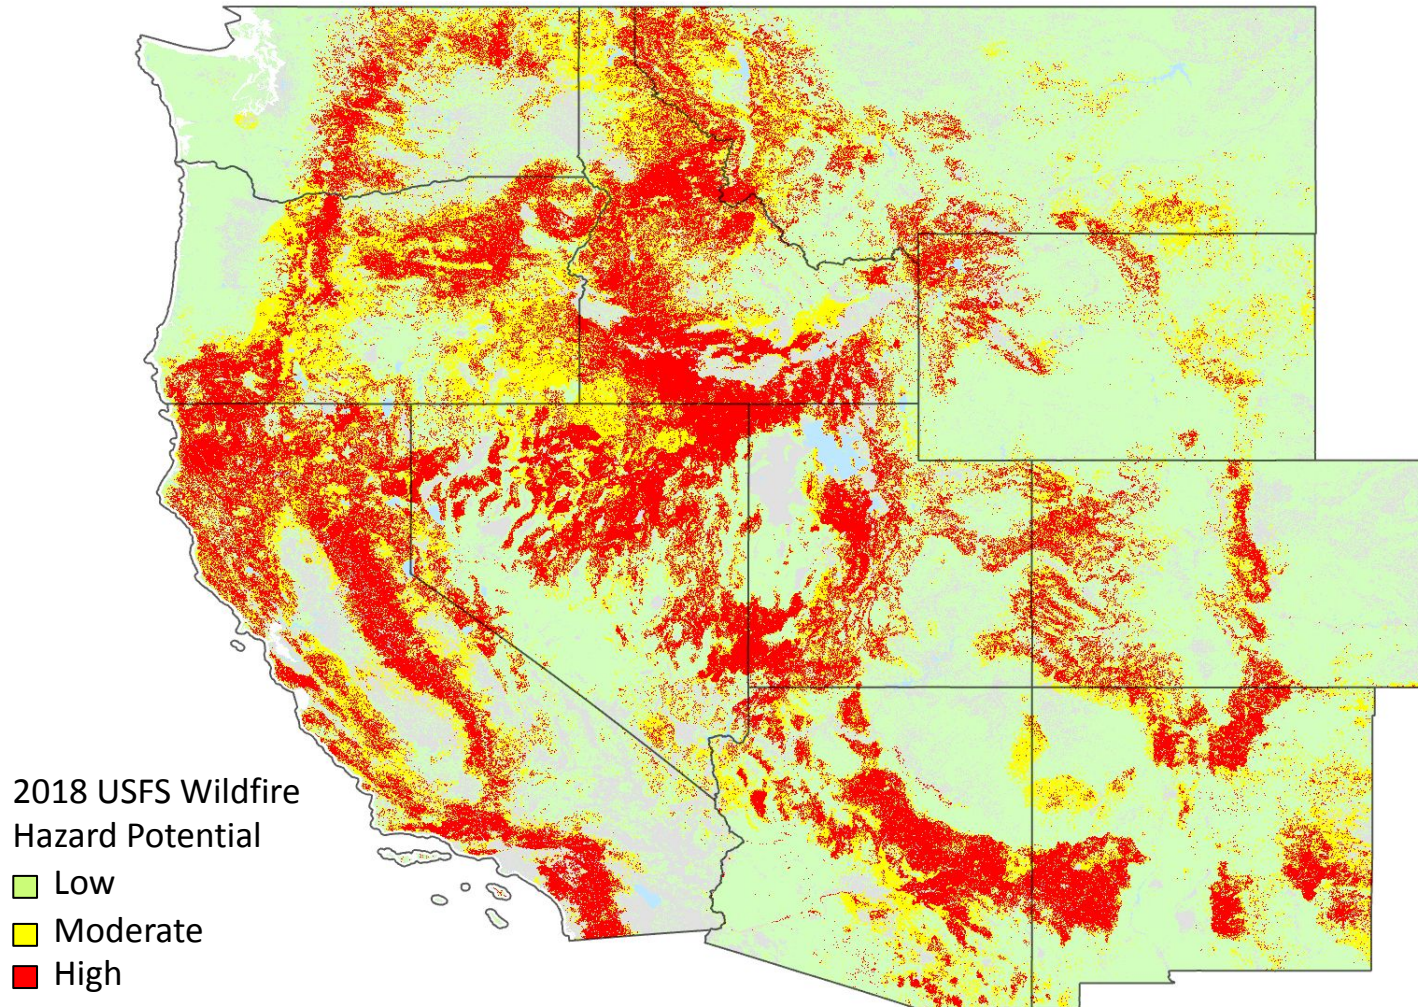 2018 USFS Wildfire
Hazard Potential
Low
Moderate
High